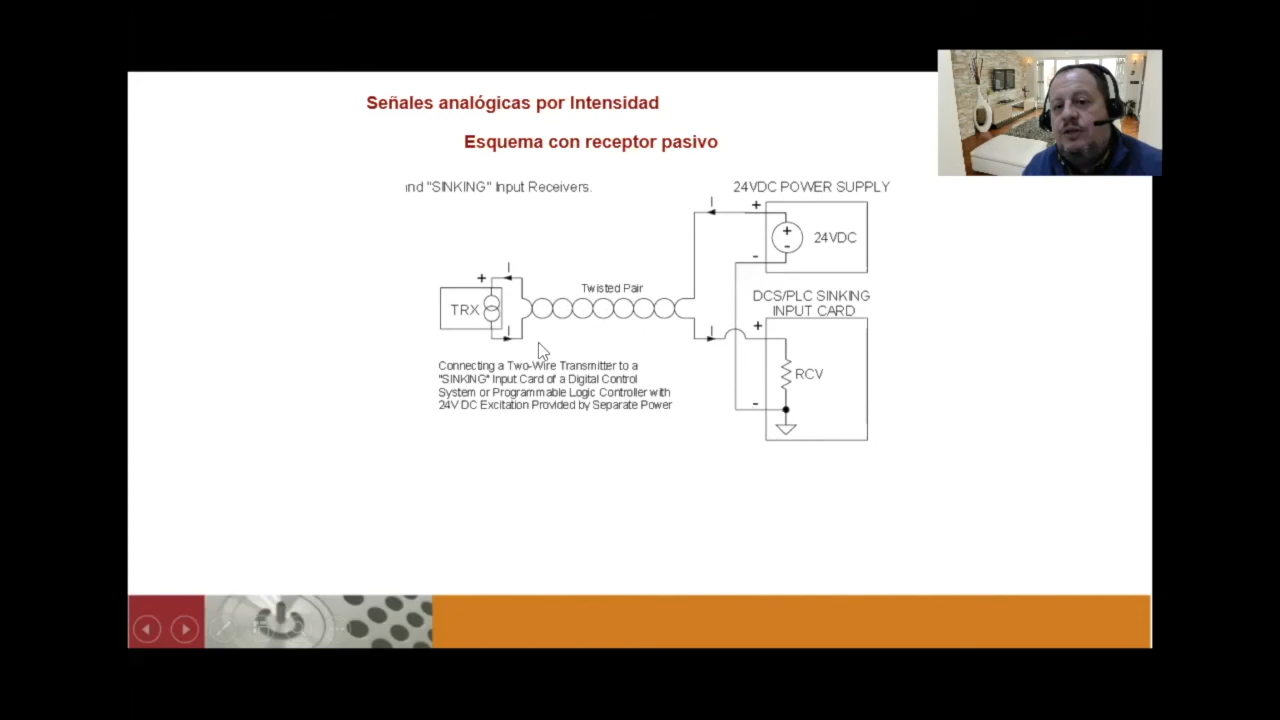 Señales analógicas por Intensidad
Esquema con receptor pasivo
and "SINKING" Input Receivers.
24VDC POWER SUPPLY
I
+
+
24VDC
-
-
I
+
Twisted Pair
TRX
DCS/PLC SINKING
INPUT CARD
+
I
I
RCV
Connecting a Two-Wire Transmitter to a
"SINKING" Input Card of a Digital Control
System or Programmable Logic Controller with
24V DC Excitation Provided by Separate Power
-